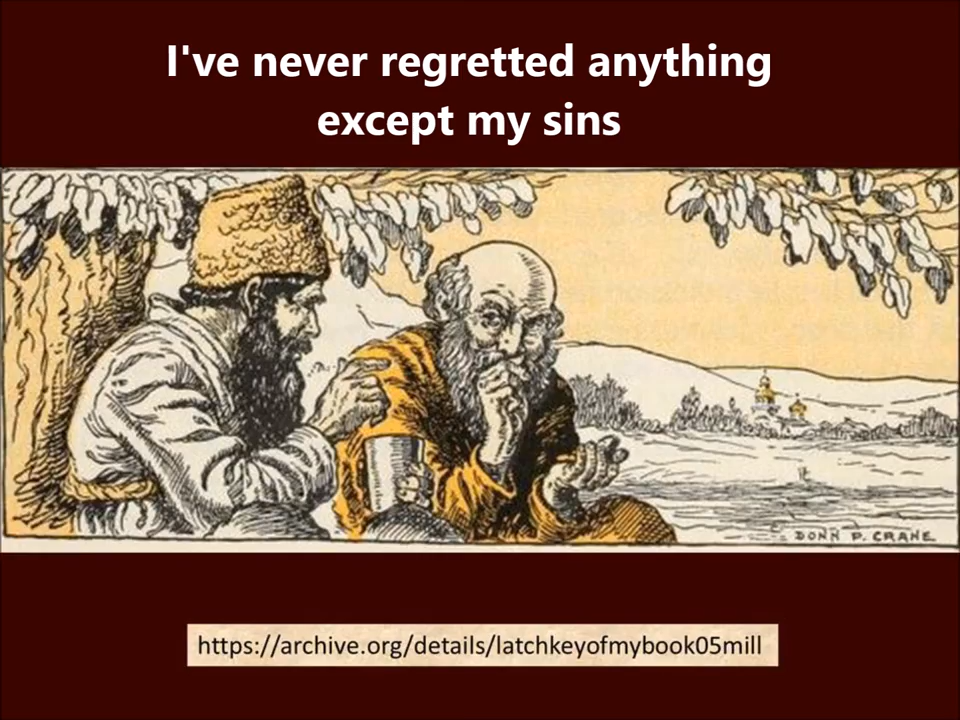 I've never regretted anything
except my sins
DONN P. CRANE
https://archive.org/details/latchkeyofmybook05mill